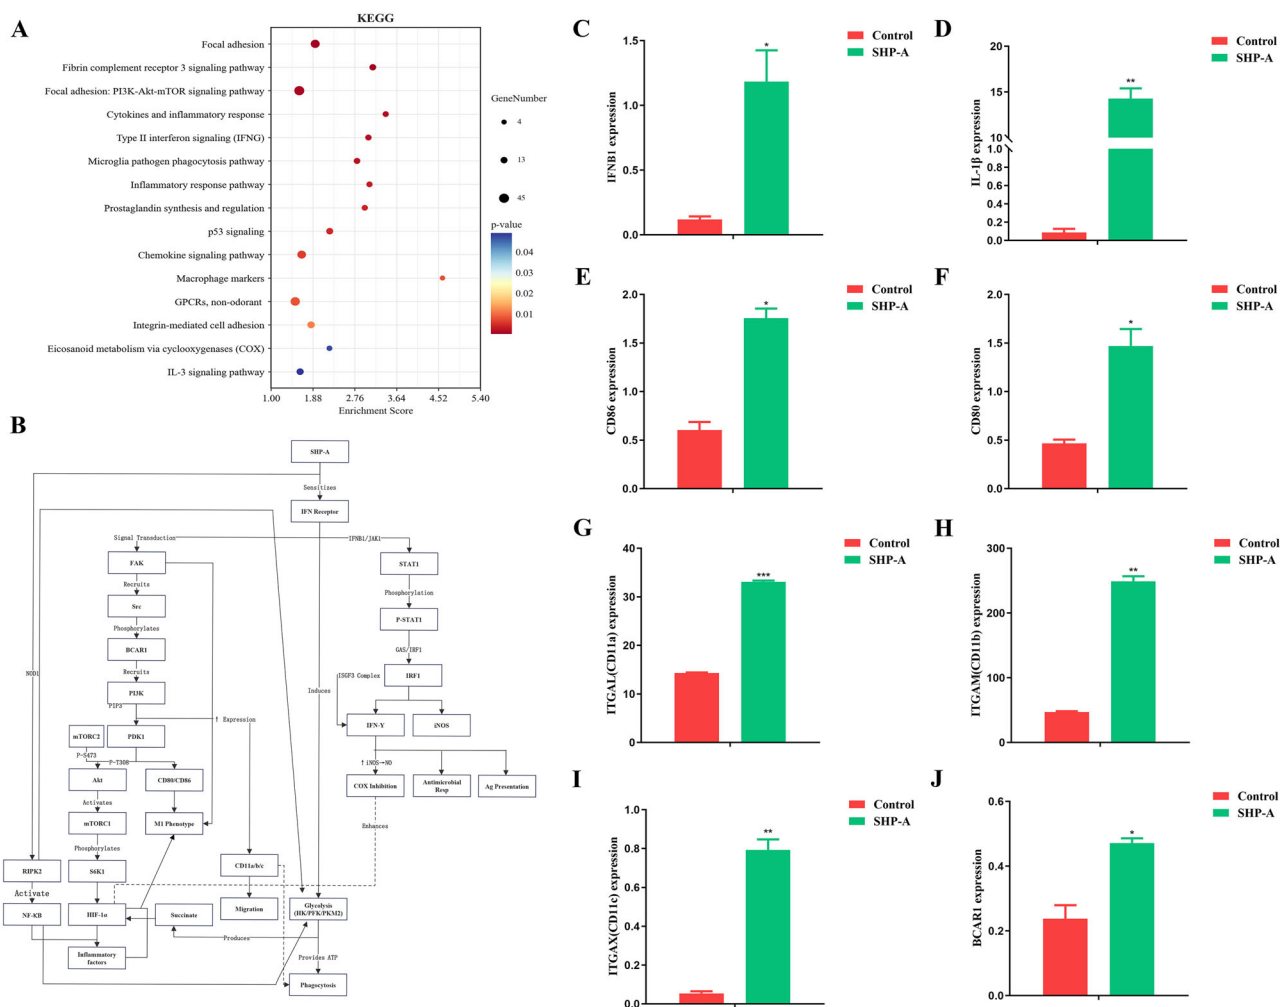 A
KEGG
Focal adhesion
Fibrin complement receptor 3 signaling pathway
Focal adhesion: PI3K-Akt-mTOR signaling pathway
Cytokines and inflammatory response
Type II interferon signaling (IFNG)
Microglia pathogen phagocytosis pathway
Inflammatory response pathway
Prostaglandin synthesis and regulation
p53 signaling
Chemokine signaling pathway
Macrophage markers
GPCRs, non-odorant
Integrin-mediated cell adhesion
Eicosanoid metabolism via cyclooxygenases (COX)
IL-3 signaling pathway
1.00 1.88 2.76 3.64 4.52 5.40
Enrichment Score
GeneNumber
4
13
45
p-value
0.04
0.03
0.02
0.01
B
SHP-A
Sensitizes
IFN Receptor
Signal Transduction
IFNB1/JAK1
FAK
STAT1
Recruits
Phosphorylation
Src
P-STAT1
Phosphorylates
GAS/IRF1
BCAR1
Recruits
NOD1
ISGF3 Complex
IRF1
PI3K
Induces
PIP3
↑ Expression
IFN-Y
iNOS
mTORC2
PDK1
P-S473
P-T308
↑ iNOS→NO
Akt
CD80/CD86
COX Inhibition
Antimicrobial
Resp
Ag Presentation
Activates
mTORC1
M1 Phenotype
Enhances
Phosphorylates
RIPK2
S6K1
CD11a/b/c
Activate
NF-KB
HIF-1α
Succinate
Migration
Glycolysis
(HK/PFK/PKM2)
Produces
Inflammatory
factors
Provides ATP
Phagocytosis
C
Control
SHP-A
IFNB1 expression
1.5
1.0
0.5
0.0
*
D
Control
SHP-A
IL-1β expression
20
15
10
1.0
0.8
0.6
0.4
0.2
0.0
**
E
Control
SHP-A
CD86 expression
2.0
1.5
1.0
0.5
0.0
*
F
Control
SHP-A
CD80 expression
2.0
1.5
1.0
0.5
0.0
*
G
Control
SHP-A
ITGAL(CD11a) expression
40
30
20
10
0
***
H
Control
SHP-A
ITGAM(CD11b) expression
300
200
100
0
**
I
Control
SHP-A
ITGAX(CD11c) expression
1.0
0.8
0.6
0.4
0.2
0.0
**
J
Control
SHP-A
BCAR1 expression
0.6
0.4
0.2
0.0
*